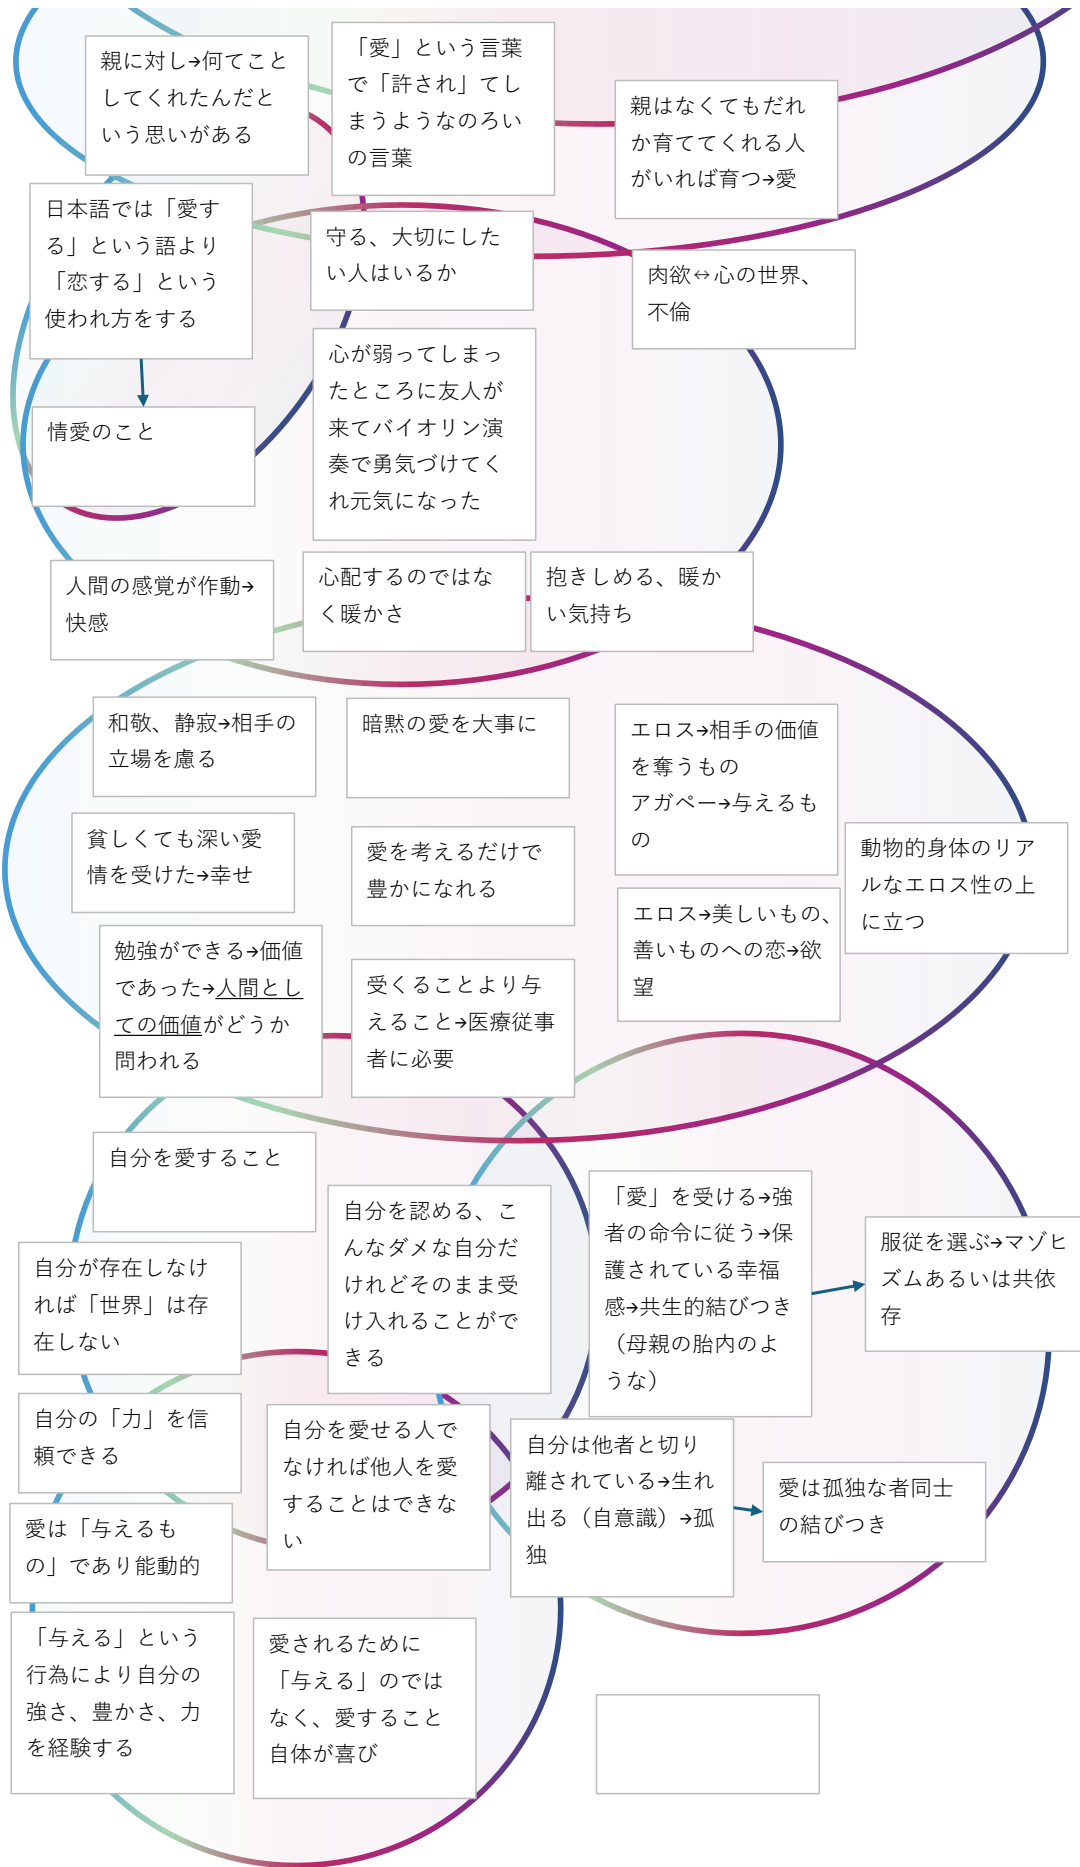 親に対し→何てこと
してくれたんだと
いう思いがある
「愛」という言葉
で「許され」てし
まうようなのろい
の言葉
親はなくてもだれ
か育ててくれる人
がいれば育つ→愛
日本語では「愛す
る」という語より
「恋する」という
使われ方をする
守る、大切にした
い人はいるか
肉欲↔心の世界、
不倫
心が弱ってしまっ
たところに友人が
来てバイオリン演
奏で勇気づけてく
れ元気になった
情愛のこと
人間の感覚が作動→
快感
心配するのではな
く暖かさ
抱きしめる、暖か
い気持ち
和敬、静寂→相手の
立場を慮る
暗黙の愛を大事に
エロス→相手の価値
を奪うもの
アガペー→与えるも
の
貧しくても深い愛
情を受けた→幸せ
愛を考えるだけで
豊かになれる
動物的身体のリア
ルなエロス性の上
に立つ
エロス→美しいもの、
善いものへの恋→欲
望
勉強ができる→価値
であった→人間とし
ての価値がどうか
問われる
受くることより与
えること→医療従事
者に必要
自分を愛すること
自分を認める、こ
んなダメな自分だ
けれどそのまま受
け入れることがで
きる
「愛」を受ける→強
者の命令に従う→保
護されている幸福
感→共生的結びつき
（母親の胎内のよ
うな）
服従を選ぶ→マゾヒ
ズムあるいは共依
存
自分が存在しなけ
れば「世界」は存
在しない
自分の「力」を信
頼できる
自分を愛せる人で
なければ他人を愛
することはできな
い
自分は他者と切り
離されている→生れ
出る（自意識）→孤
独
愛は孤独な者同士
の結びつき
愛は「与えるも
の」であり能動的
「与える」という
行為により自分の
強さ、豊かさ、力
を経験する
愛されるために
「与える」のでは
なく、愛すること
自体が喜び